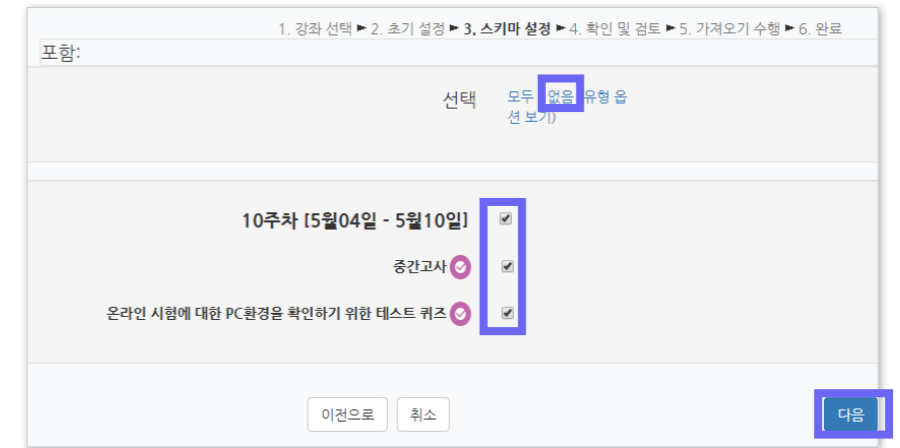 1. 강좌 선택 ► 2. 초기 설정 ► 3. 스키마 설정 ► 4. 확인 및 검토 ► 5. 가져오기 수행 ► 6. 완료
포함:
선택 모두 없음 유형 옵
션 보기)
10주차 [5월04일 - 5월10일]
중간고사
온라인 시험에 대한 PC환경을 확인하기 위한 테스트 퀴즈
이전으로 취소 다음